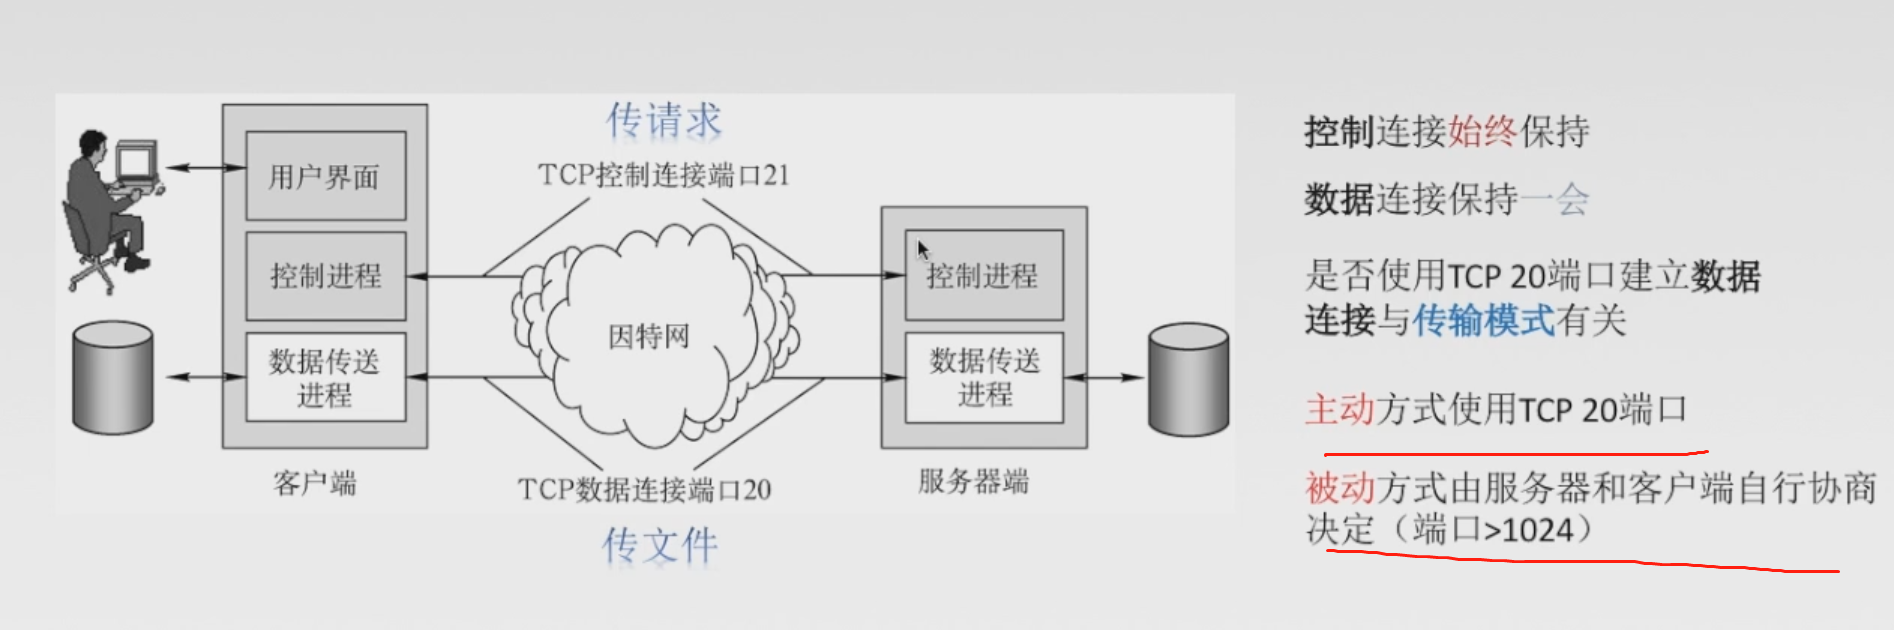 传请求
TCP控制连接端口21
用户界面
控制进程
数据传送
进程
客户端
因特网
控制进程
数据传送
进程
服务器端
TCP数据连接端口20
传文件
控制连接始终保持
数据连接保持一会
是否使用TCP 20端口建立数据
连接与传输模式有关
主动方式使用TCP 20端口
被动方式由服务器和客户端自行协商
决定（端口>1024）